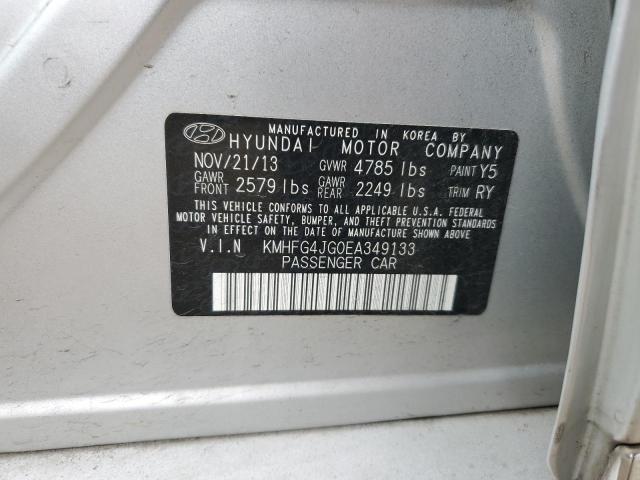 MANUFACTURED IN KOREA BY
HYUNDAI MOTOR COMPANY
NOV/21/13 GVWR 4785 lbs PAINT Y5
GAWR FRONT 2579 lbs GAWR REAR 2249 lbs TRIM RY
THIS VEHICLE CONFORMS TO ALL APPLICABLE U.S.A. FEDERAL
MOTOR VEHICLE SAFETY, BUMPER, AND THEFT PREVENTION STANDARDS
IN EFFECT ON THE DATE OF MANUFACTURE SHOWN ABOVE.
V.I.N KMHFG4JG0EA349133
PASSENGER CAR